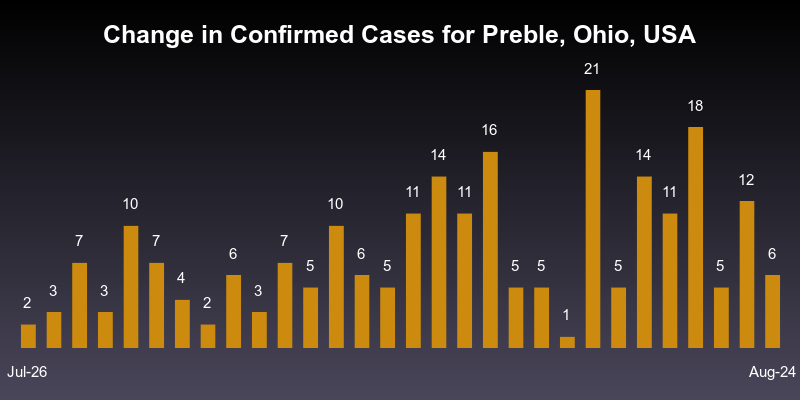 Change in Confirmed Cases for Preble, Ohio, USA
2 3 7 3 10 7 4 2 6 3 7 5 10 6 5 11 14 11 16 5 5 1 21 5 14 11 18 5 12 6
Jul-26 Aug-24